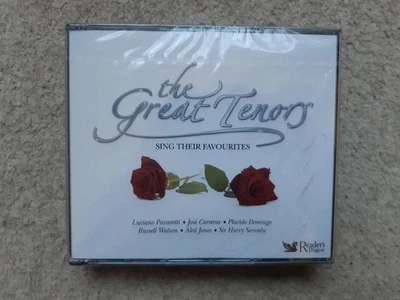 the
Great Tenors
SING THEIR FAVOURITES
Luciano Pavarotti • José Carreras • Placido Domingo
Russell Watson • Aled Jones • Sir Harry Secombe
Reader's
Digest